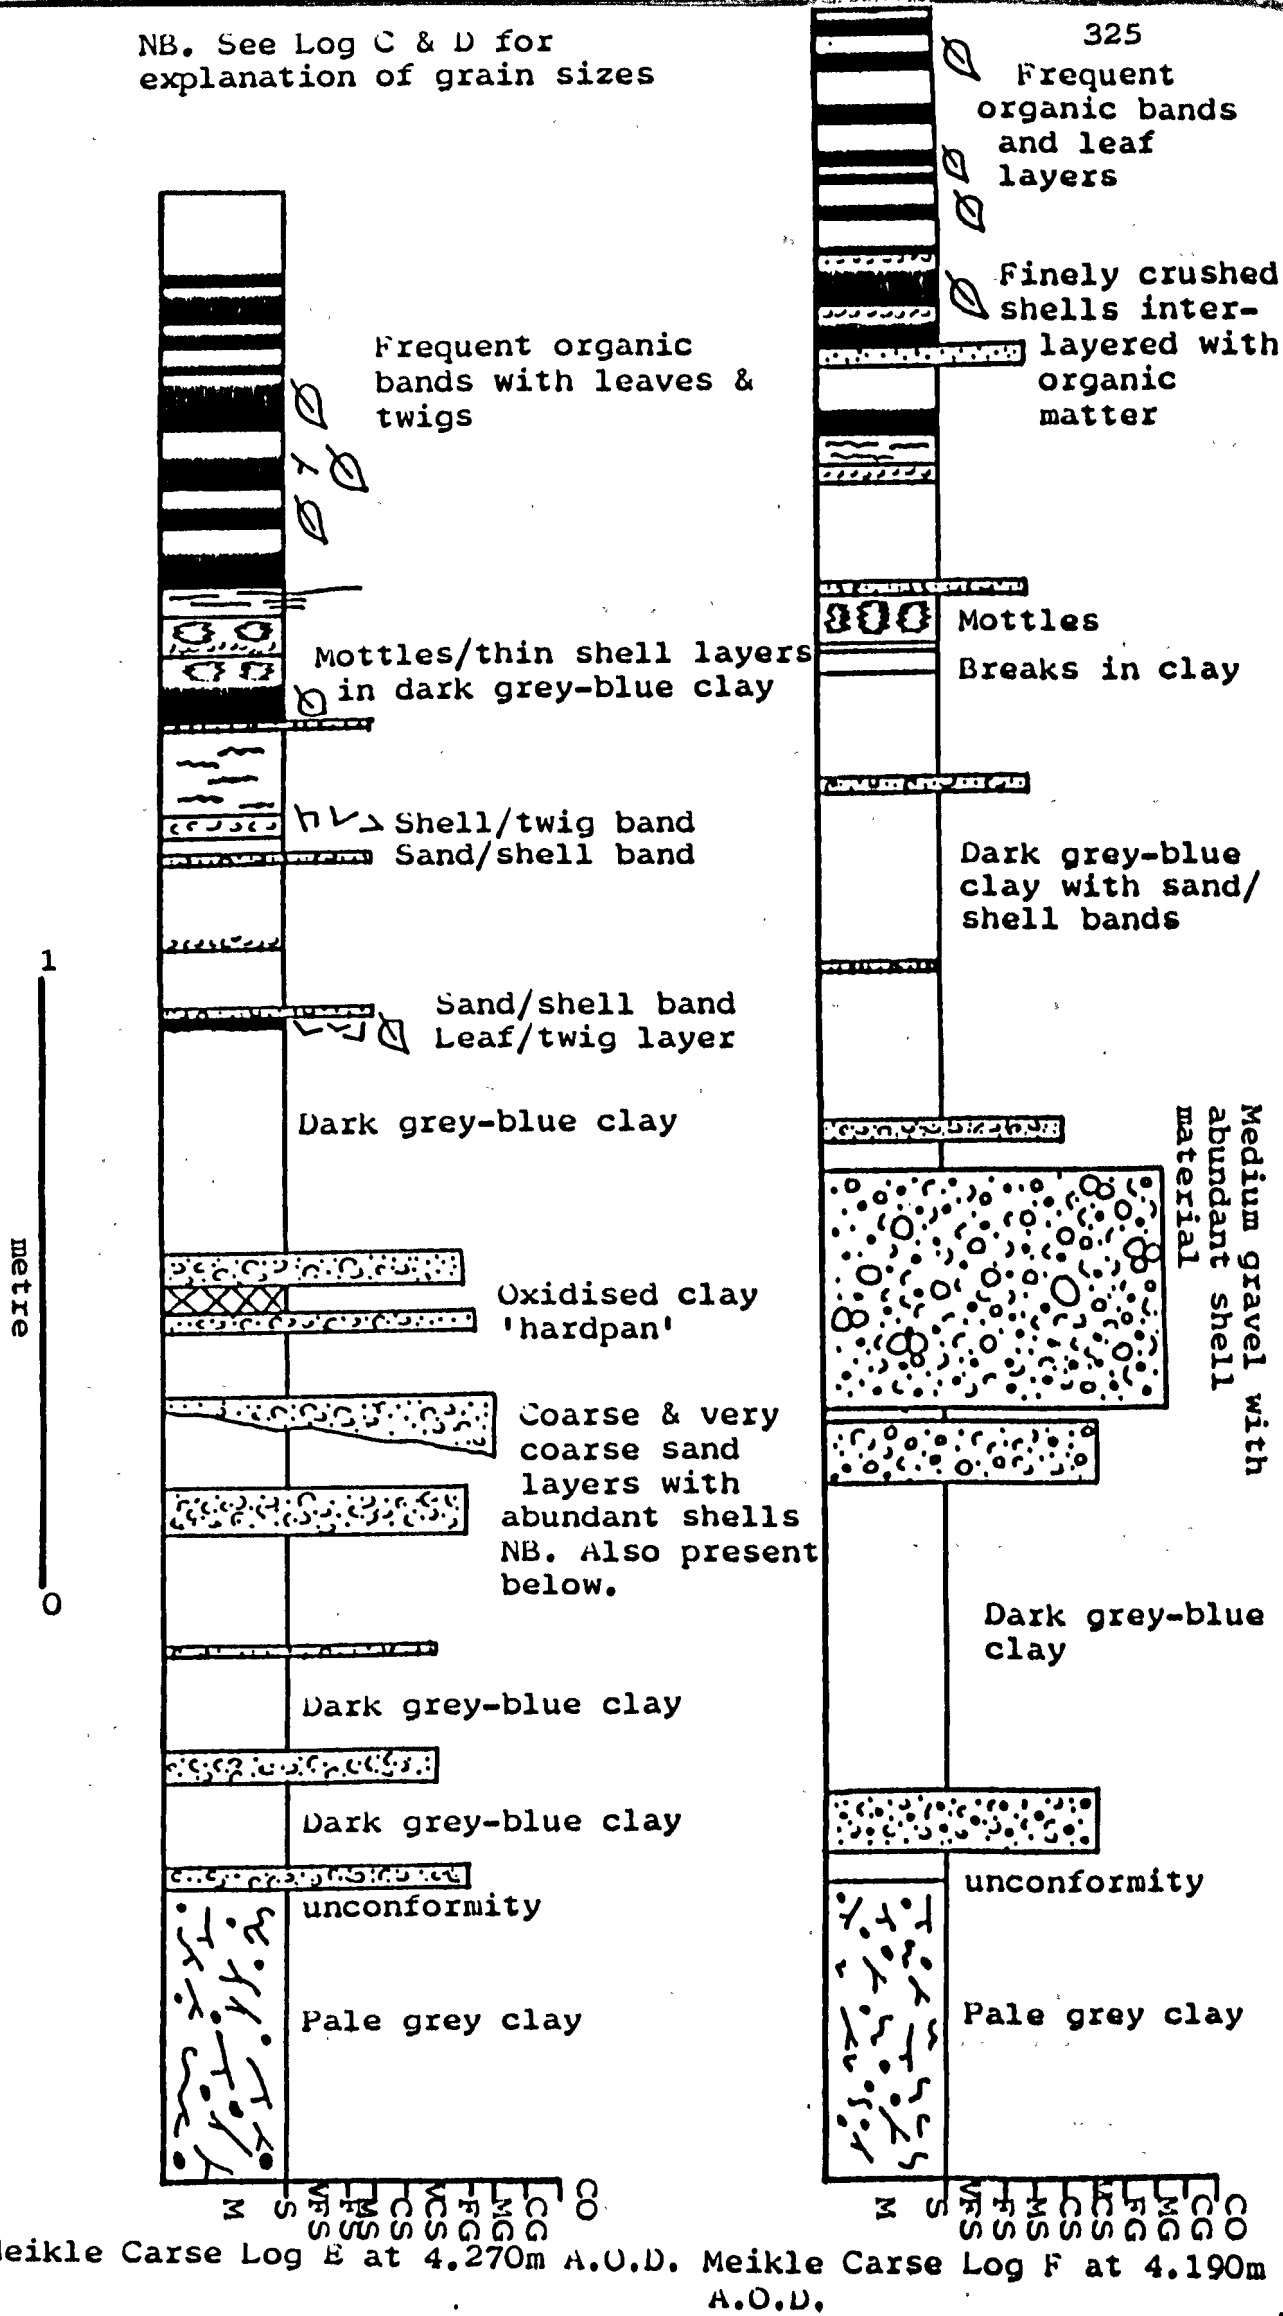 NB. See Log C & D for
explanation of grain sizes
325
Frequent
organic bands
and leaf
layers
Finely crushed
shells inter-
layered with
organic
matter
Frequent organic
bands with leaves &
twigs
Mottles/thin shell layers
in dark grey-blue clay
Shell/twig band
Sand/shell band
Sand/shell band
Leaf/twig layer
Dark grey-blue clay
Oxidised clay
'hardpan'
Coarse & very
coarse sand
layers with
abundant shells
NB. Also present
below.
Dark grey-blue clay
Dark grey-blue clay
unconformity
Pale grey clay
1
metre
0
M S VFS FS MS CS VCS FG MG CG CO
Meikle Carse Log E at 4.270m A.O.D.
Mottles
Breaks in clay
Dark grey-blue
clay with sand/
shell bands
Medium gravel with
abundant shell
material
Dark grey-blue
clay
unconformity
Pale grey clay
M S VFS FS MS CS VCS FG MG CG CO
Meikle Carse Log F at 4.190m
A.O.D.